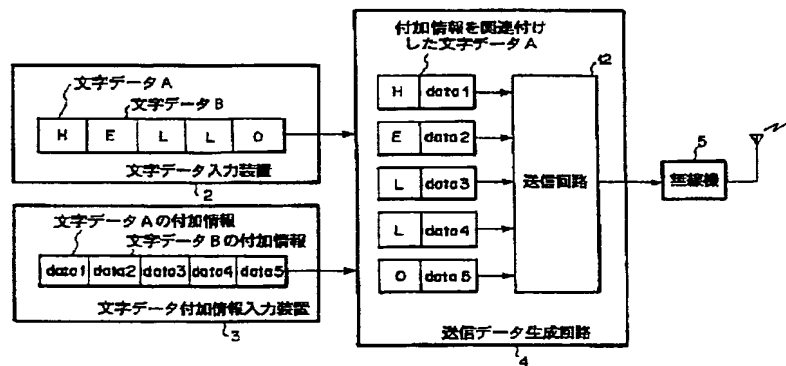 文字データA
文字データB
H E L L O
文字データ入力装置
2
文字データAの付加情報
文字データBの付加情報
data1 data2 data3 data4 data5
文字データ付加情報入力装置
3
付加情報を関連付け
した文字データA
H data1
E data2
L data3
L data4
O data5
12
送信回路
送信データ生成回路
4
5
無線機